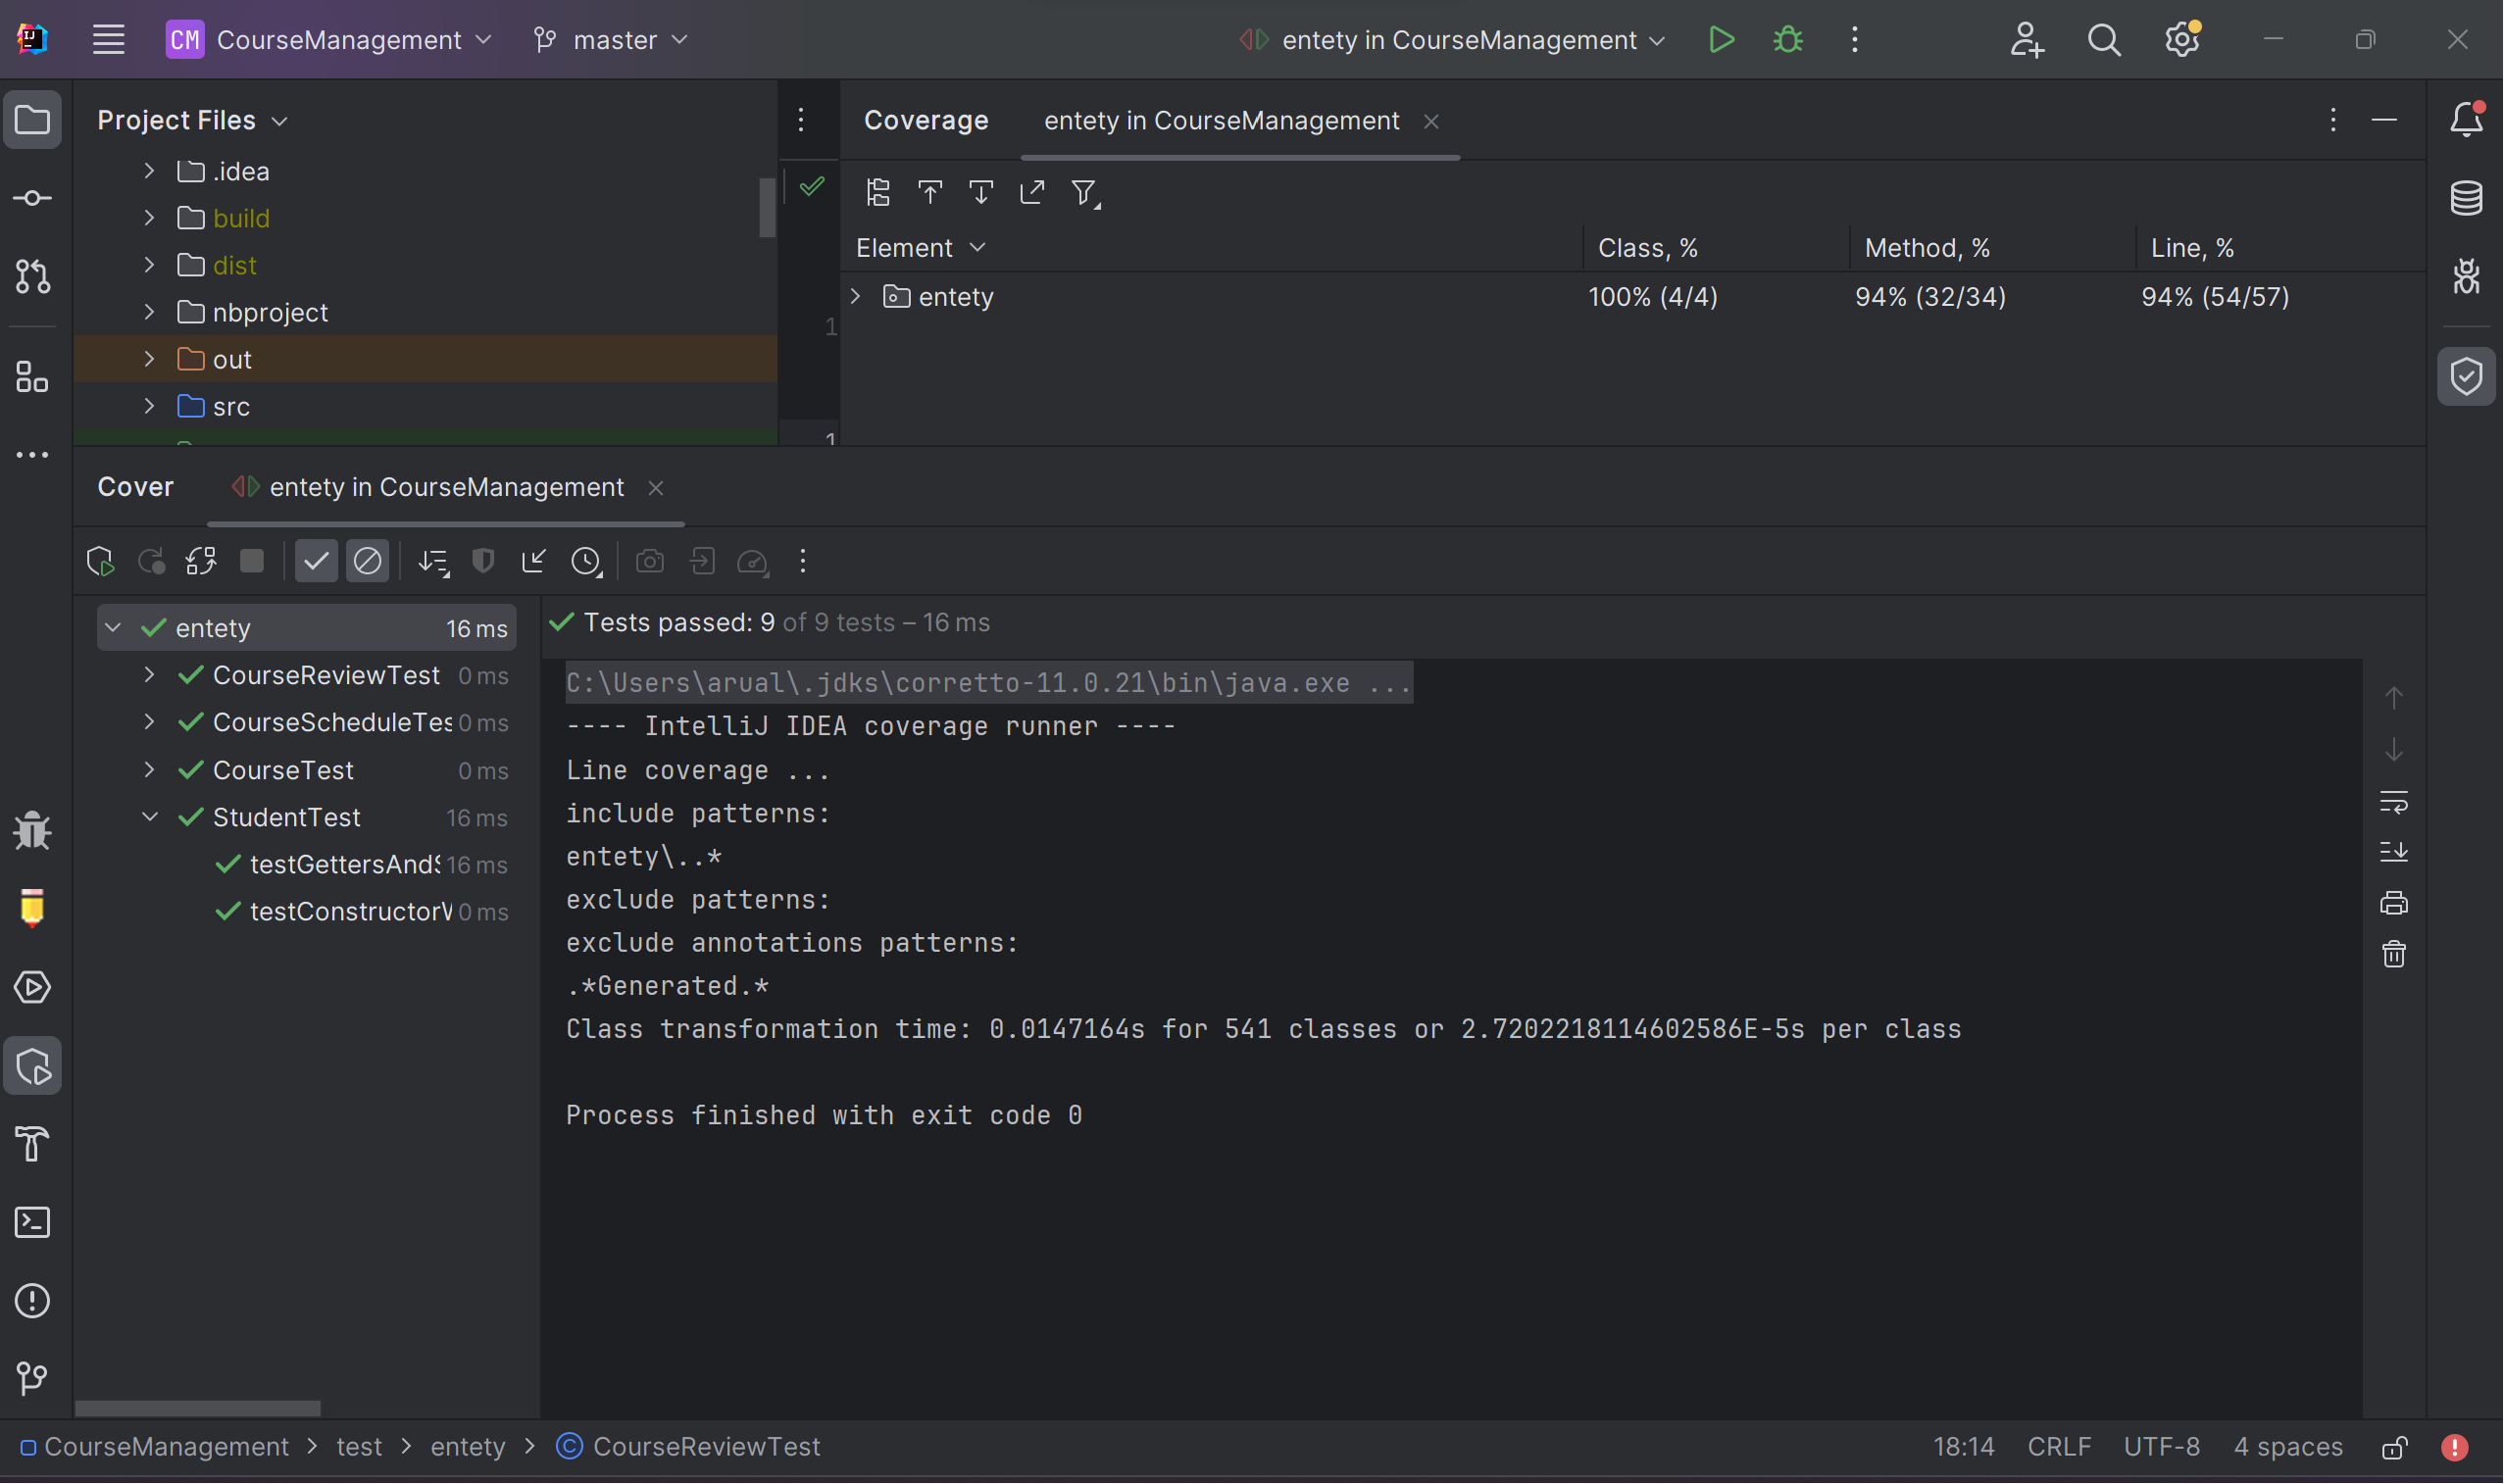 CM CourseManagement master entety in CourseManagement
Project Files
.idea
build
dist
nbproject
out
src
1
1
Coverage entety in CourseManagement
Element Class, % Method, % Line, %
entety 100% (4/4) 94% (32/34) 94% (54/57)
Cover entety in CourseManagement
entety 16 ms
CourseReviewTest 0 ms
CourseScheduleTes 0 ms
CourseTest 0 ms
StudentTest 16 ms
testGettersAndS 16 ms
testConstructorW 0 ms
Tests passed: 9 of 9 tests – 16 ms
C:\Users\arual\.jdks\corretto-11.0.21\bin\java.exe ...
---- IntelliJ IDEA coverage runner ----
Line coverage ...
include patterns:
entety\..*
exclude patterns:
exclude annotations patterns:
.*Generated.*
Class transformation time: 0.0147164s for 541 classes or 2.7202218114602586E-5s per class
Process finished with exit code 0
CourseManagement > test > entety > CourseReviewTest 18:14 CRLF UTF-8 4 spaces